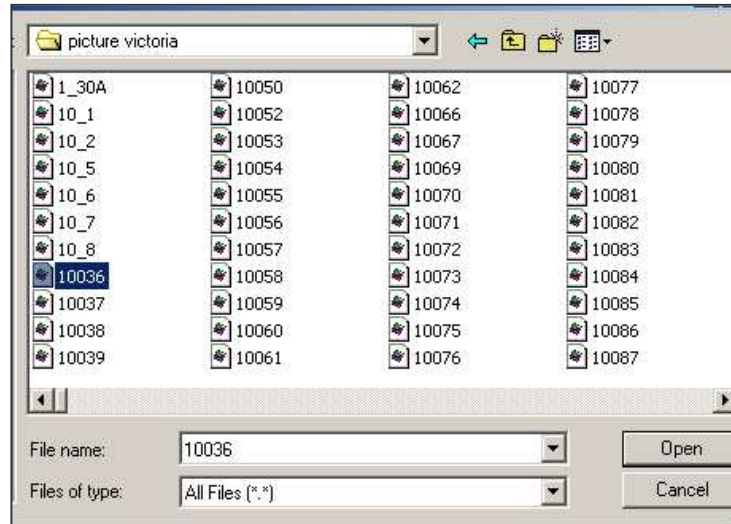 picture victoria
1_30A 10050 10062 10077
10_1 10052 10066 10078
10_2 10053 10067 10079
10_5 10054 10069 10080
10_6 10055 10070 10081
10_7 10056 10071 10082
10_8 10057 10072 10083
10036 10058 10073 10084
10037 10059 10074 10085
10038 10060 10075 10086
10039 10061 10076 10087
File name: 10036 Open
Files of type: All Files (*.*) Cancel